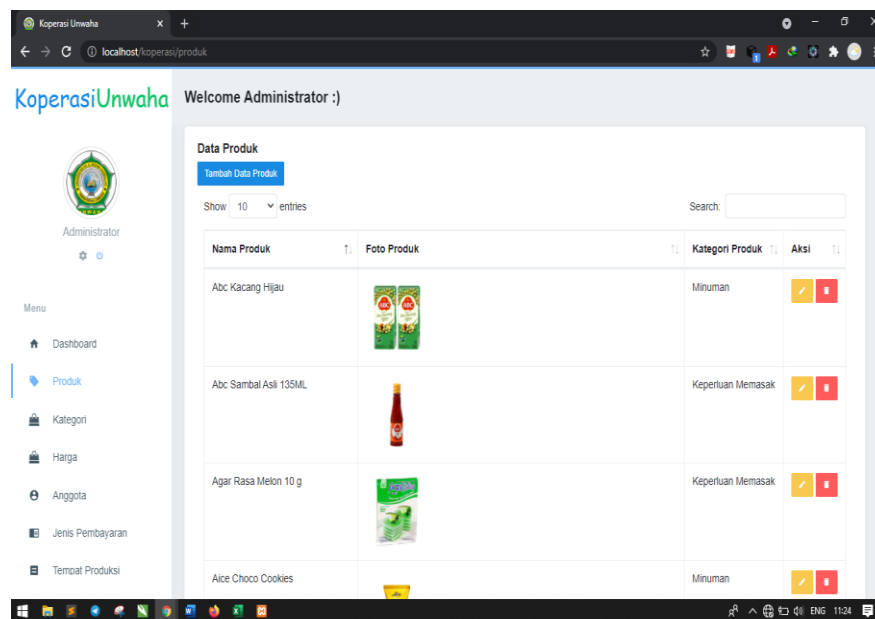 Koperasi Unwaha
localhost/koperasi/produk
KoperasiUnwaha
Welcome Administrator :)
Administrator
Menu
Dashboard
Produk
Kategori
Harga
Anggota
Jenis Pembayaran
Tempat Produksi
Data Produk
Tambah Data Produk
Show 10 entries
Search:
Nama Produk Foto Produk Kategori Produk Aksi
Abc Kacang Hijau Minuman
ABC ABC
Abc Sambal Asli 135ML Keperluan Memasak
Agar Rasa Melon 10 g Keperluan Memasak
Aice Choco Cookies Minuman
ENG 11:24